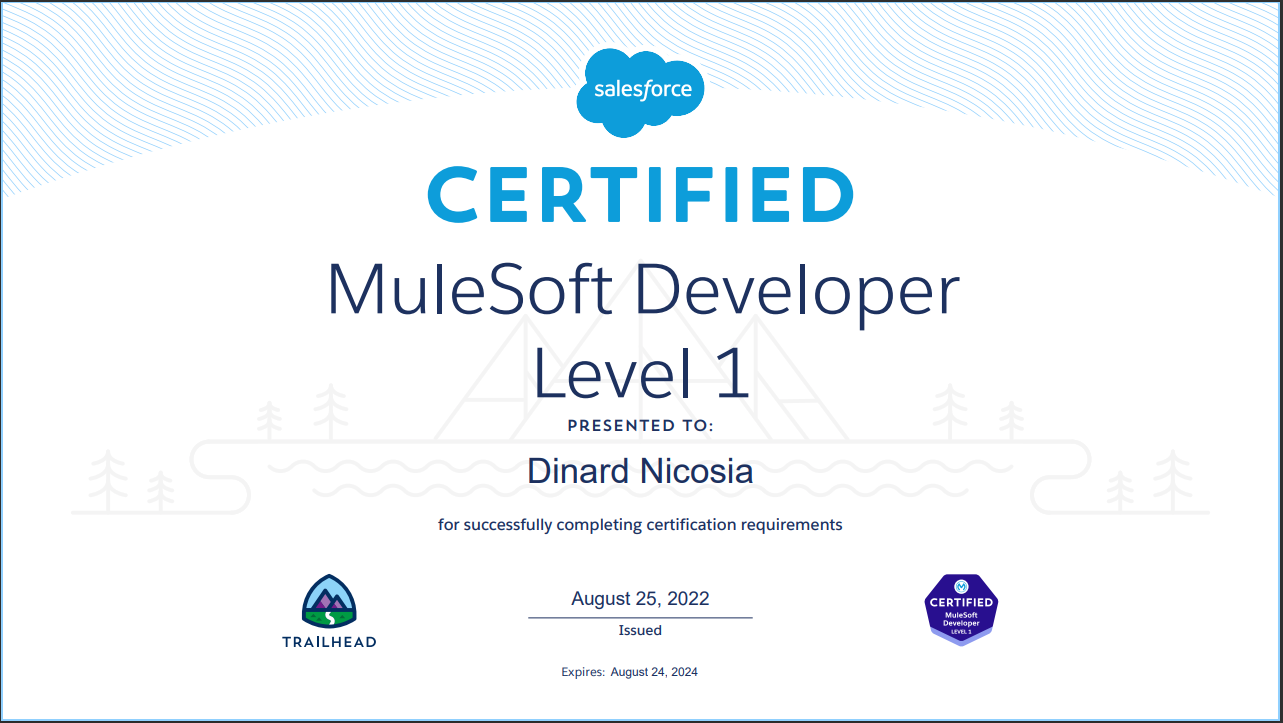 salesforce
CERTIFIED
MuleSoft Developer
Level 1
PRESENTED TO:
Dinard Nicosia
for successfully completing certification requirements
August 25, 2022
Issued
Expires: August 24, 2024
TRAILHEAD
M
CERTIFIED
MuleSoft
Developer
LEVEL 1